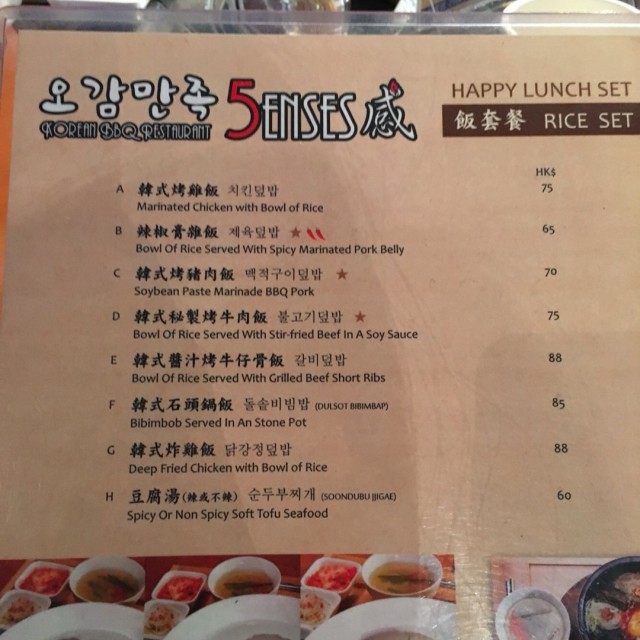 오감만족 5ENSES 感
KOREAN BBQ RESTAURANT
HAPPY LUNCH SET
飯套餐 RICE SET
HK$
A 韓式烤雞飯 치킨덮밥 75
Marinated Chicken with Bowl of Rice
B 辣椒膏雞飯 제육덮밥 65
Bowl Of Rice Served With Spicy Marinated Pork Belly
C 韓式烤豬肉飯 맥적구이덮밥 70
Soybean Paste Marinade BBQ Pork
D 韓式秘製烤牛肉飯 불고기덮밥 75
Bowl Of Rice Served With Stir-fried Beef In A Soy Sauce
E 韓式醬汁烤牛仔骨飯 갈비덮밥 88
Bowl Of Rice Served With Grilled Beef Short Ribs
F 韓式石頭鍋飯 돌솥비빔밥 (DULSOT BIBIMBAP) 85
Bibimbob Served In An Stone Pot
G 韓式炸雞飯 닭강정덮밥 88
Deep Fried Chicken with Bowl of Rice
H 豆腐湯(辣或不辣) 순두부찌개 (SOONDUBU JJIGAE) 60
Spicy Or Non Spicy Soft Tofu Seafood